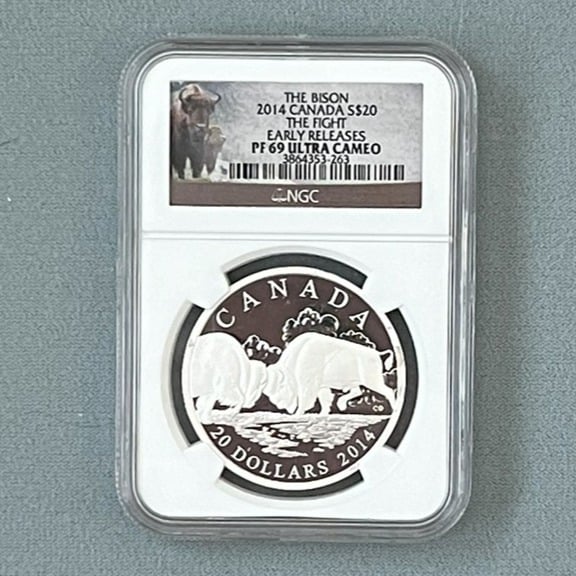 THE BISON
2014 CANADA S$20
THE FIGHT
EARLY RELEASES
PF 69 ULTRA CAMEO
3864353-263
NGC
CANADA
CD
20 DOLLARS 2014